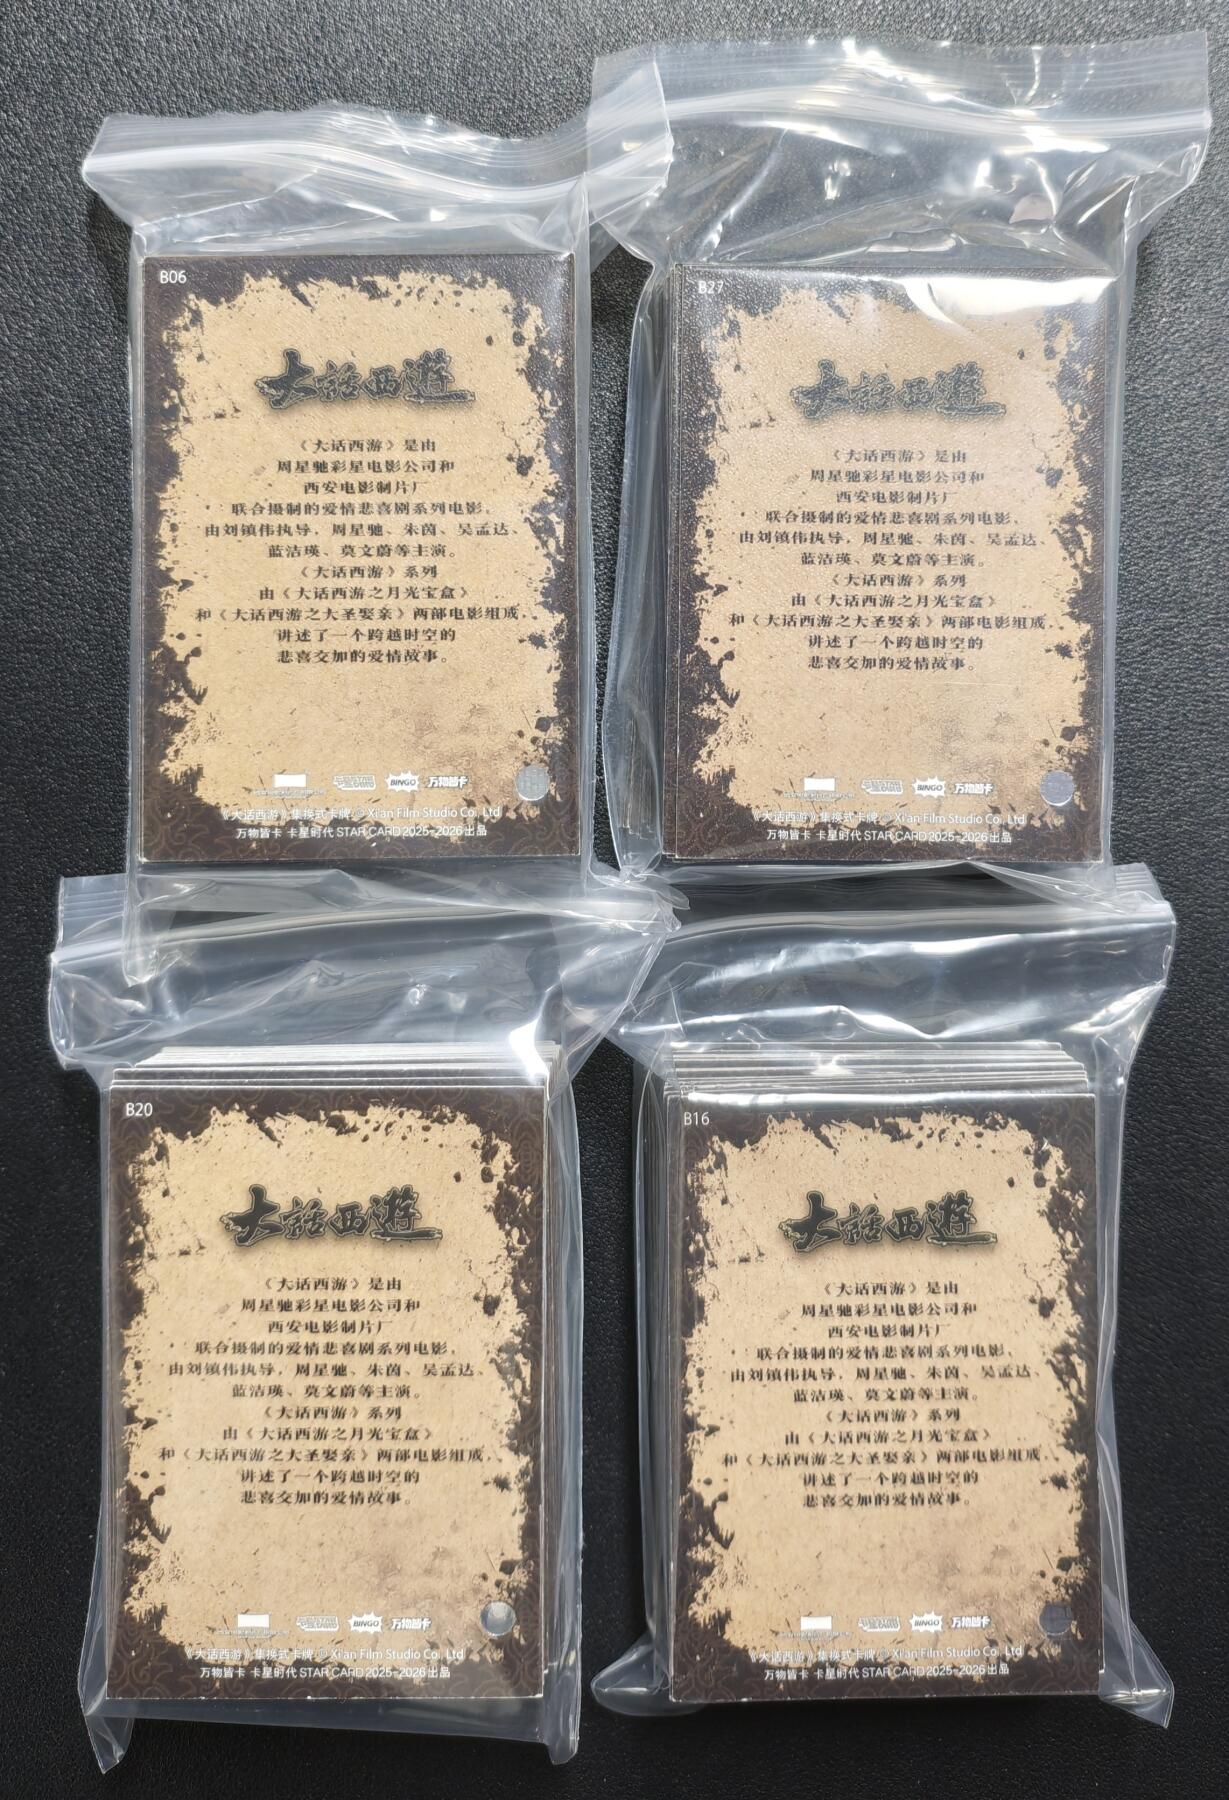 B06
大話西遊
《大话西游》是由
周星驰彩星电影公司和
西安电影制片厂
联合摄制的爱情悲喜剧系列电影，
由刘镇伟执导，周星驰、朱茵、吴孟达、
蓝洁瑛、莫文蔚等主演。
《大话西游》系列
由《大话西游之月光宝盒》
和《大话西游之大圣娶亲》两部电影组成，
讲述了一个跨越时空的
悲喜交加的爱情故事。
BINGO 万物皆卡
《大话西游》集换式卡牌 © Xi'an Film Studio Co., Ltd
万物皆卡 卡星时代 STAR CARD 2025-2026 出品
B27
大話西遊
《大话西游》是由
周星驰彩星电影公司和
西安电影制片厂
联合摄制的爱情悲喜剧系列电影，
由刘镇伟执导，周星驰、朱茵、吴孟达、
蓝洁瑛、莫文蔚等主演。
《大话西游》系列
由《大话西游之月光宝盒》
和《大话西游之大圣娶亲》两部电影组成，
讲述了一个跨越时空的
悲喜交加的爱情故事。
BINGO 万物皆卡
《大话西游》集换式卡牌 © Xi'an Film Studio Co., Ltd
万物皆卡 卡星时代 STAR CARD 2025-2026 出品
B20
大話西遊
《大话西游》是由
周星驰彩星电影公司和
西安电影制片厂
联合摄制的爱情悲喜剧系列电影，
由刘镇伟执导，周星驰、朱茵、吴孟达、
蓝洁瑛、莫文蔚等主演。
《大话西游》系列
由《大话西游之月光宝盒》
和《大话西游之大圣娶亲》两部电影组成，
讲述了一个跨越时空的
悲喜交加的爱情故事。
BINGO 万物皆卡
《大话西游》集换式卡牌 © Xi'an Film Studio Co., Ltd
万物皆卡 卡星时代 STAR CARD 2025-2026 出品
B16
大話西遊
《大话西游》是由
周星驰彩星电影公司和
西安电影制片厂
联合摄制的爱情悲喜剧系列电影，
由刘镇伟执导，周星驰、朱茵、吴孟达、
蓝洁瑛、莫文蔚等主演。
《大话西游》系列
由《大话西游之月光宝盒》
和《大话西游之大圣娶亲》两部电影组成，
讲述了一个跨越时空的
悲喜交加的爱情故事。
BINGO 万物皆卡
《大话西游》集换式卡牌 © Xi'an Film Studio Co., Ltd
万物皆卡 卡星时代 STAR CARD 2025-2026 出品